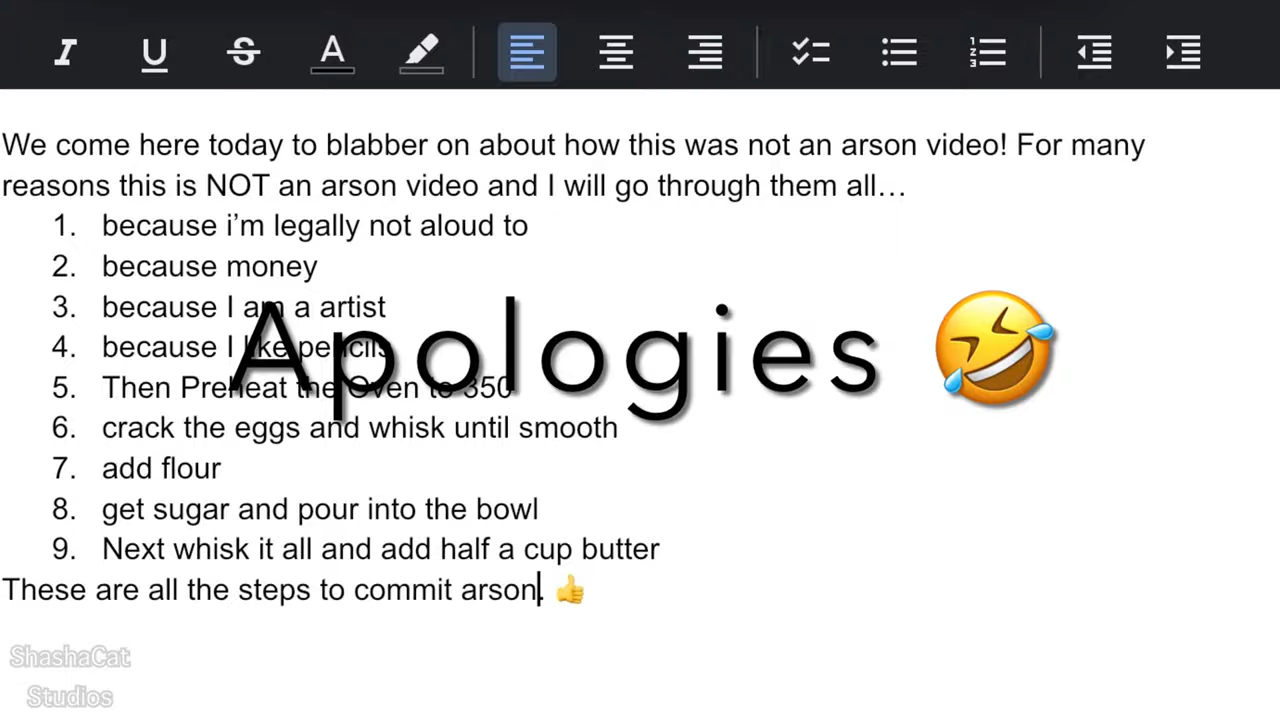 We come here today to blabber on about how this was not an arson video! For many
reasons this is NOT an arson video and I will go through them all…
1. because i’m legally not aloud to
2. because money
3. because I am a artist
4. because I like pencils
Apologies 🤣
5. Then Preheat the Oven to 350
6. crack the eggs and whisk until smooth
7. add flour
8. get sugar and pour into the bowl
9. Next whisk it all and add half a cup butter
These are all the steps to commit arson. 👍
ShashaCat
Studios